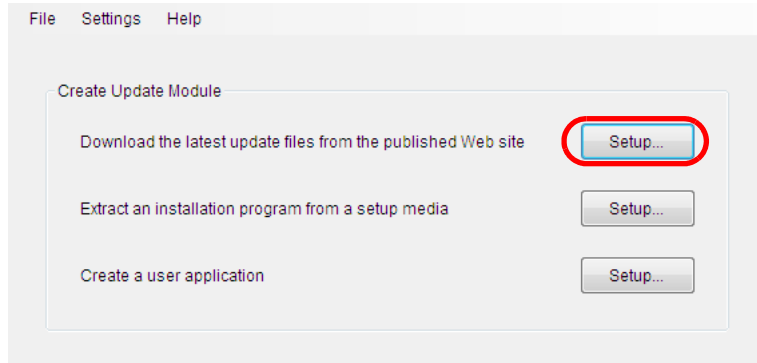 File Settings Help
Create Update Module
Download the latest update files from the published Web site Setup...
Extract an installation program from a setup media Setup...
Create a user application Setup...